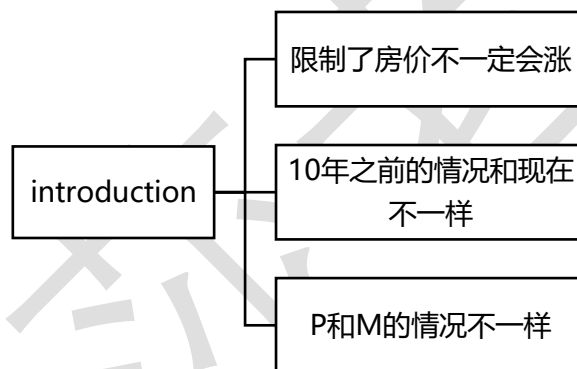 限制了房价不一定会涨
introduction
10年之前的情况和现在
不一样
P和M的情况不一样